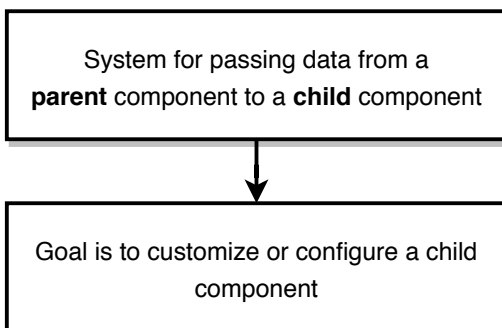 System for passing data from a
parent component to a child component
Goal is to customize or configure a child
component